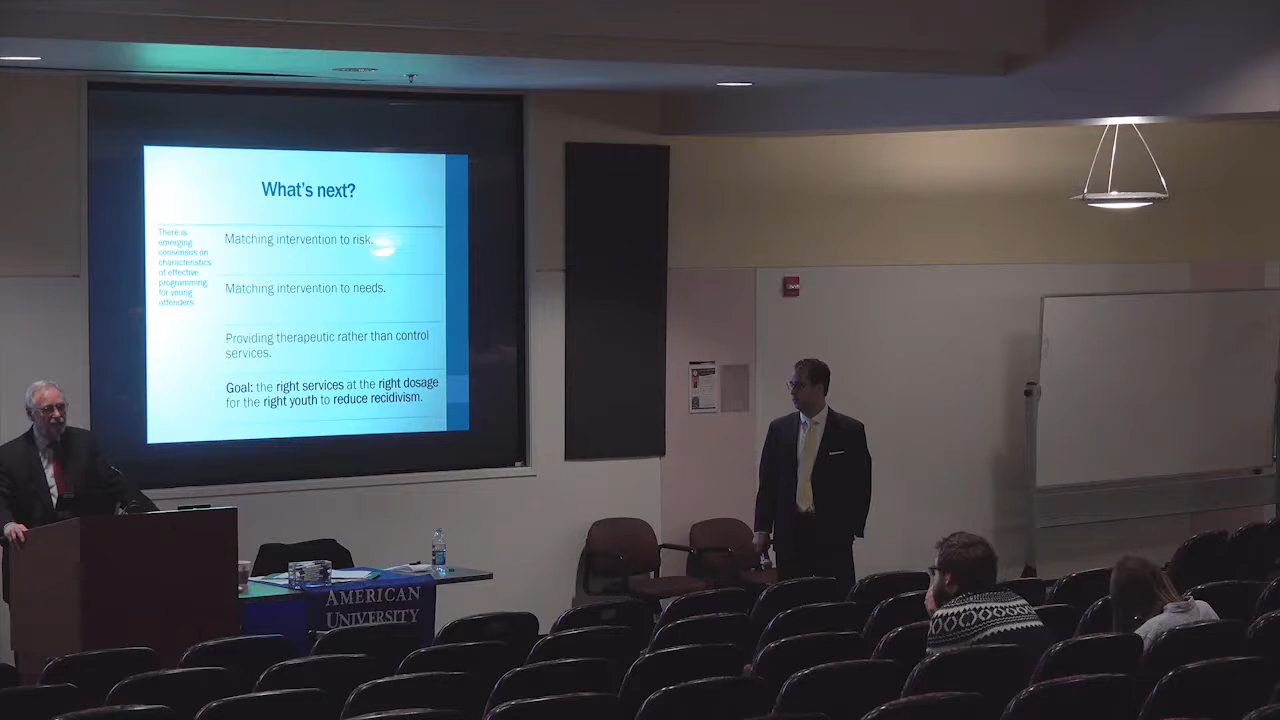 What's next?
There is
emerging
consensus on
characteristics
of effective
programming
for young
offenders:
Matching intervention to risk.
Matching intervention to needs.
Providing therapeutic rather than control
services.
Goal: the right services at the right dosage
for the right youth to reduce recidivism.
AMERICAN
UNIVERSITY